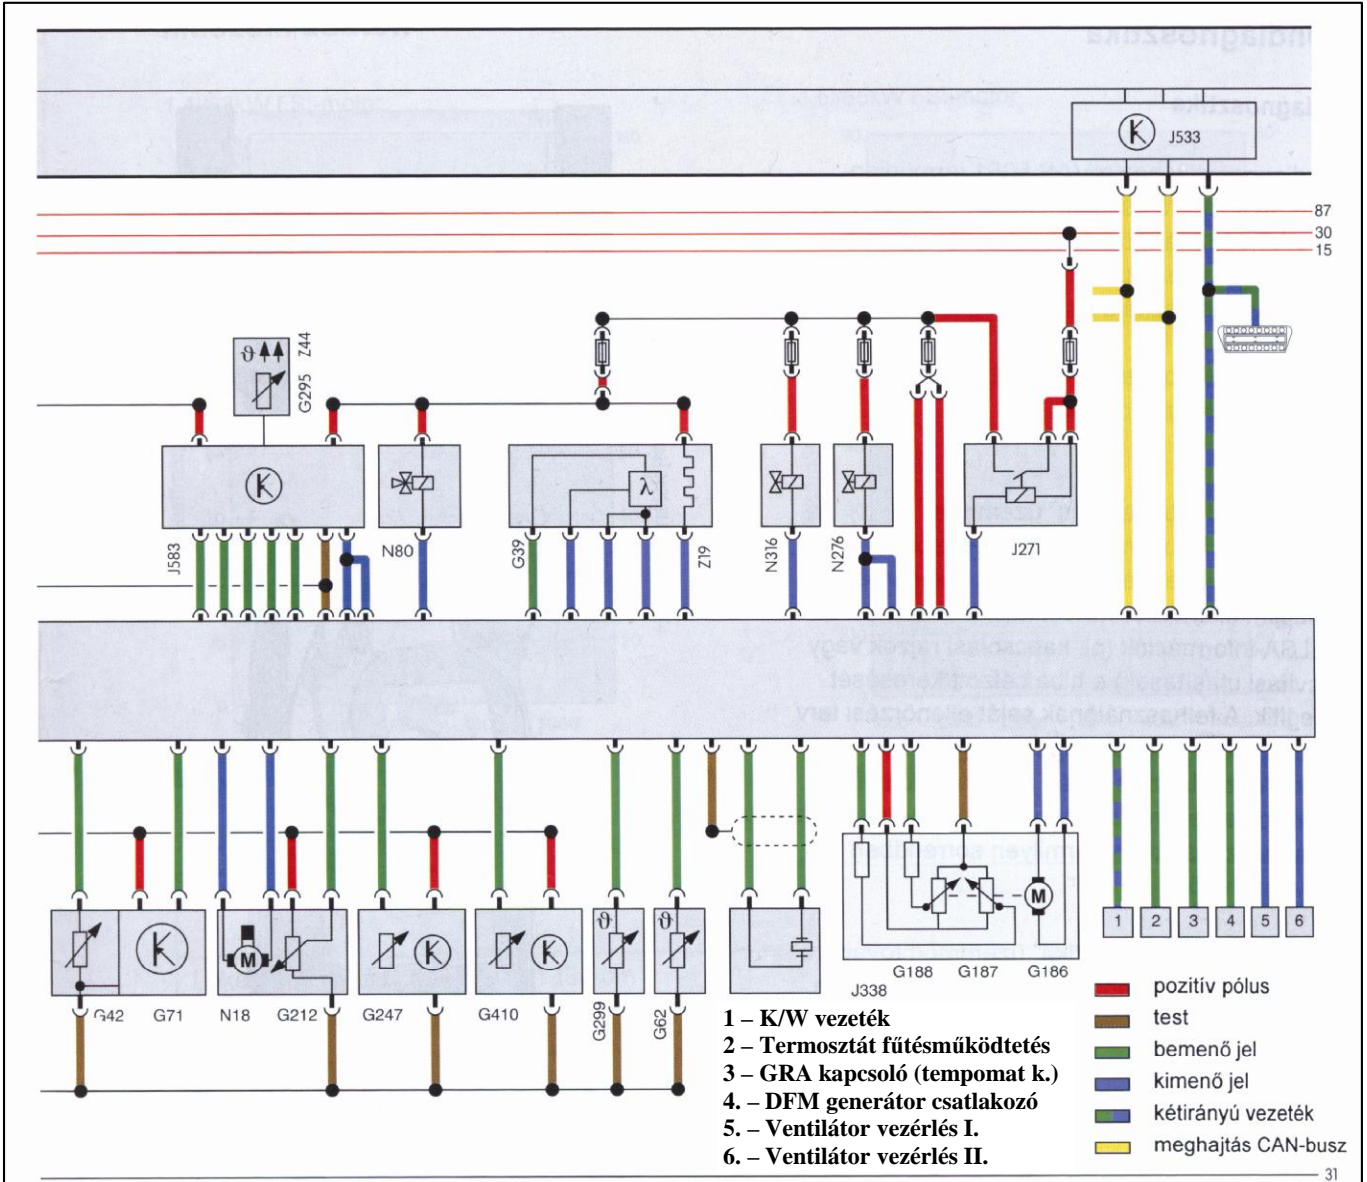 J533
87
30
15
ϑ
Z44
G295
J583
N80
G39
λ
Z19
N316
N276
J271
M
ϑ
ϑ
M
1 2 3 4 5 6
G42 G71 N18 G212 G247 G410 G299 G62
G188 G187 G186
J338
1 – K/W vezeték
2 – Termosztát fűtésműködtetés
3 – GRA kapcsoló (tempomat k.)
4. – DFM generátor csatlakozó
5. – Ventilátor vezérlés I.
6. – Ventilátor vezérlés II.
pozitív pólus
test
bemenő jel
kimenő jel
kétirányú vezeték
meghajtás CAN-busz
31